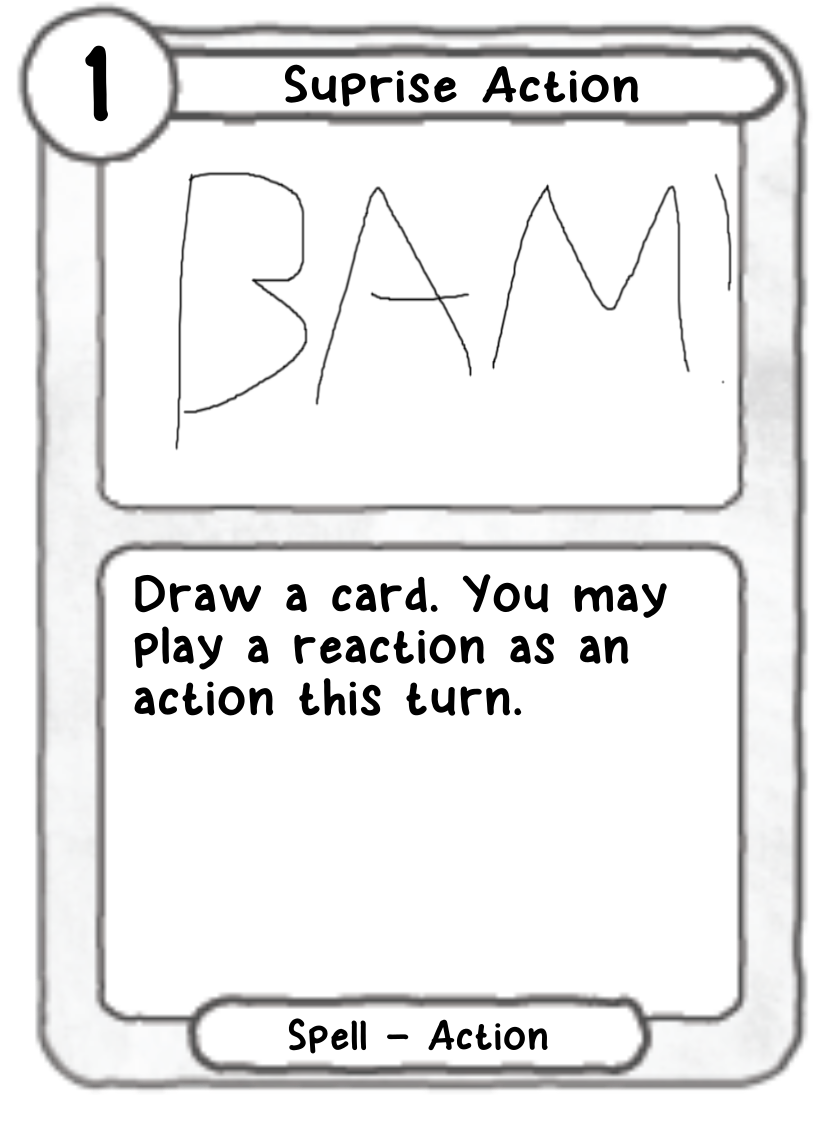 1
Suprise Action
BAM!
Draw a card. You may
play a reaction as an
action this turn.
Spell – Action